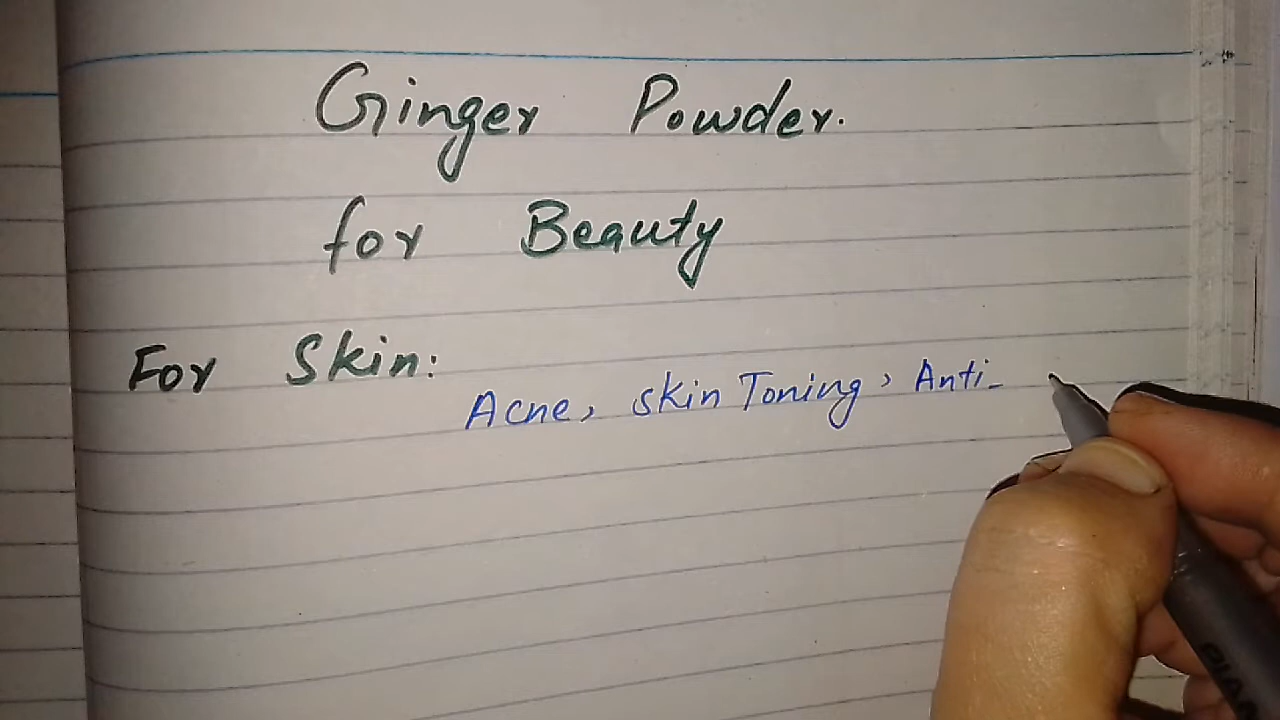 Ginger Powder.
for Beauty
For Skin:
Acne, skin Toning, Anti-